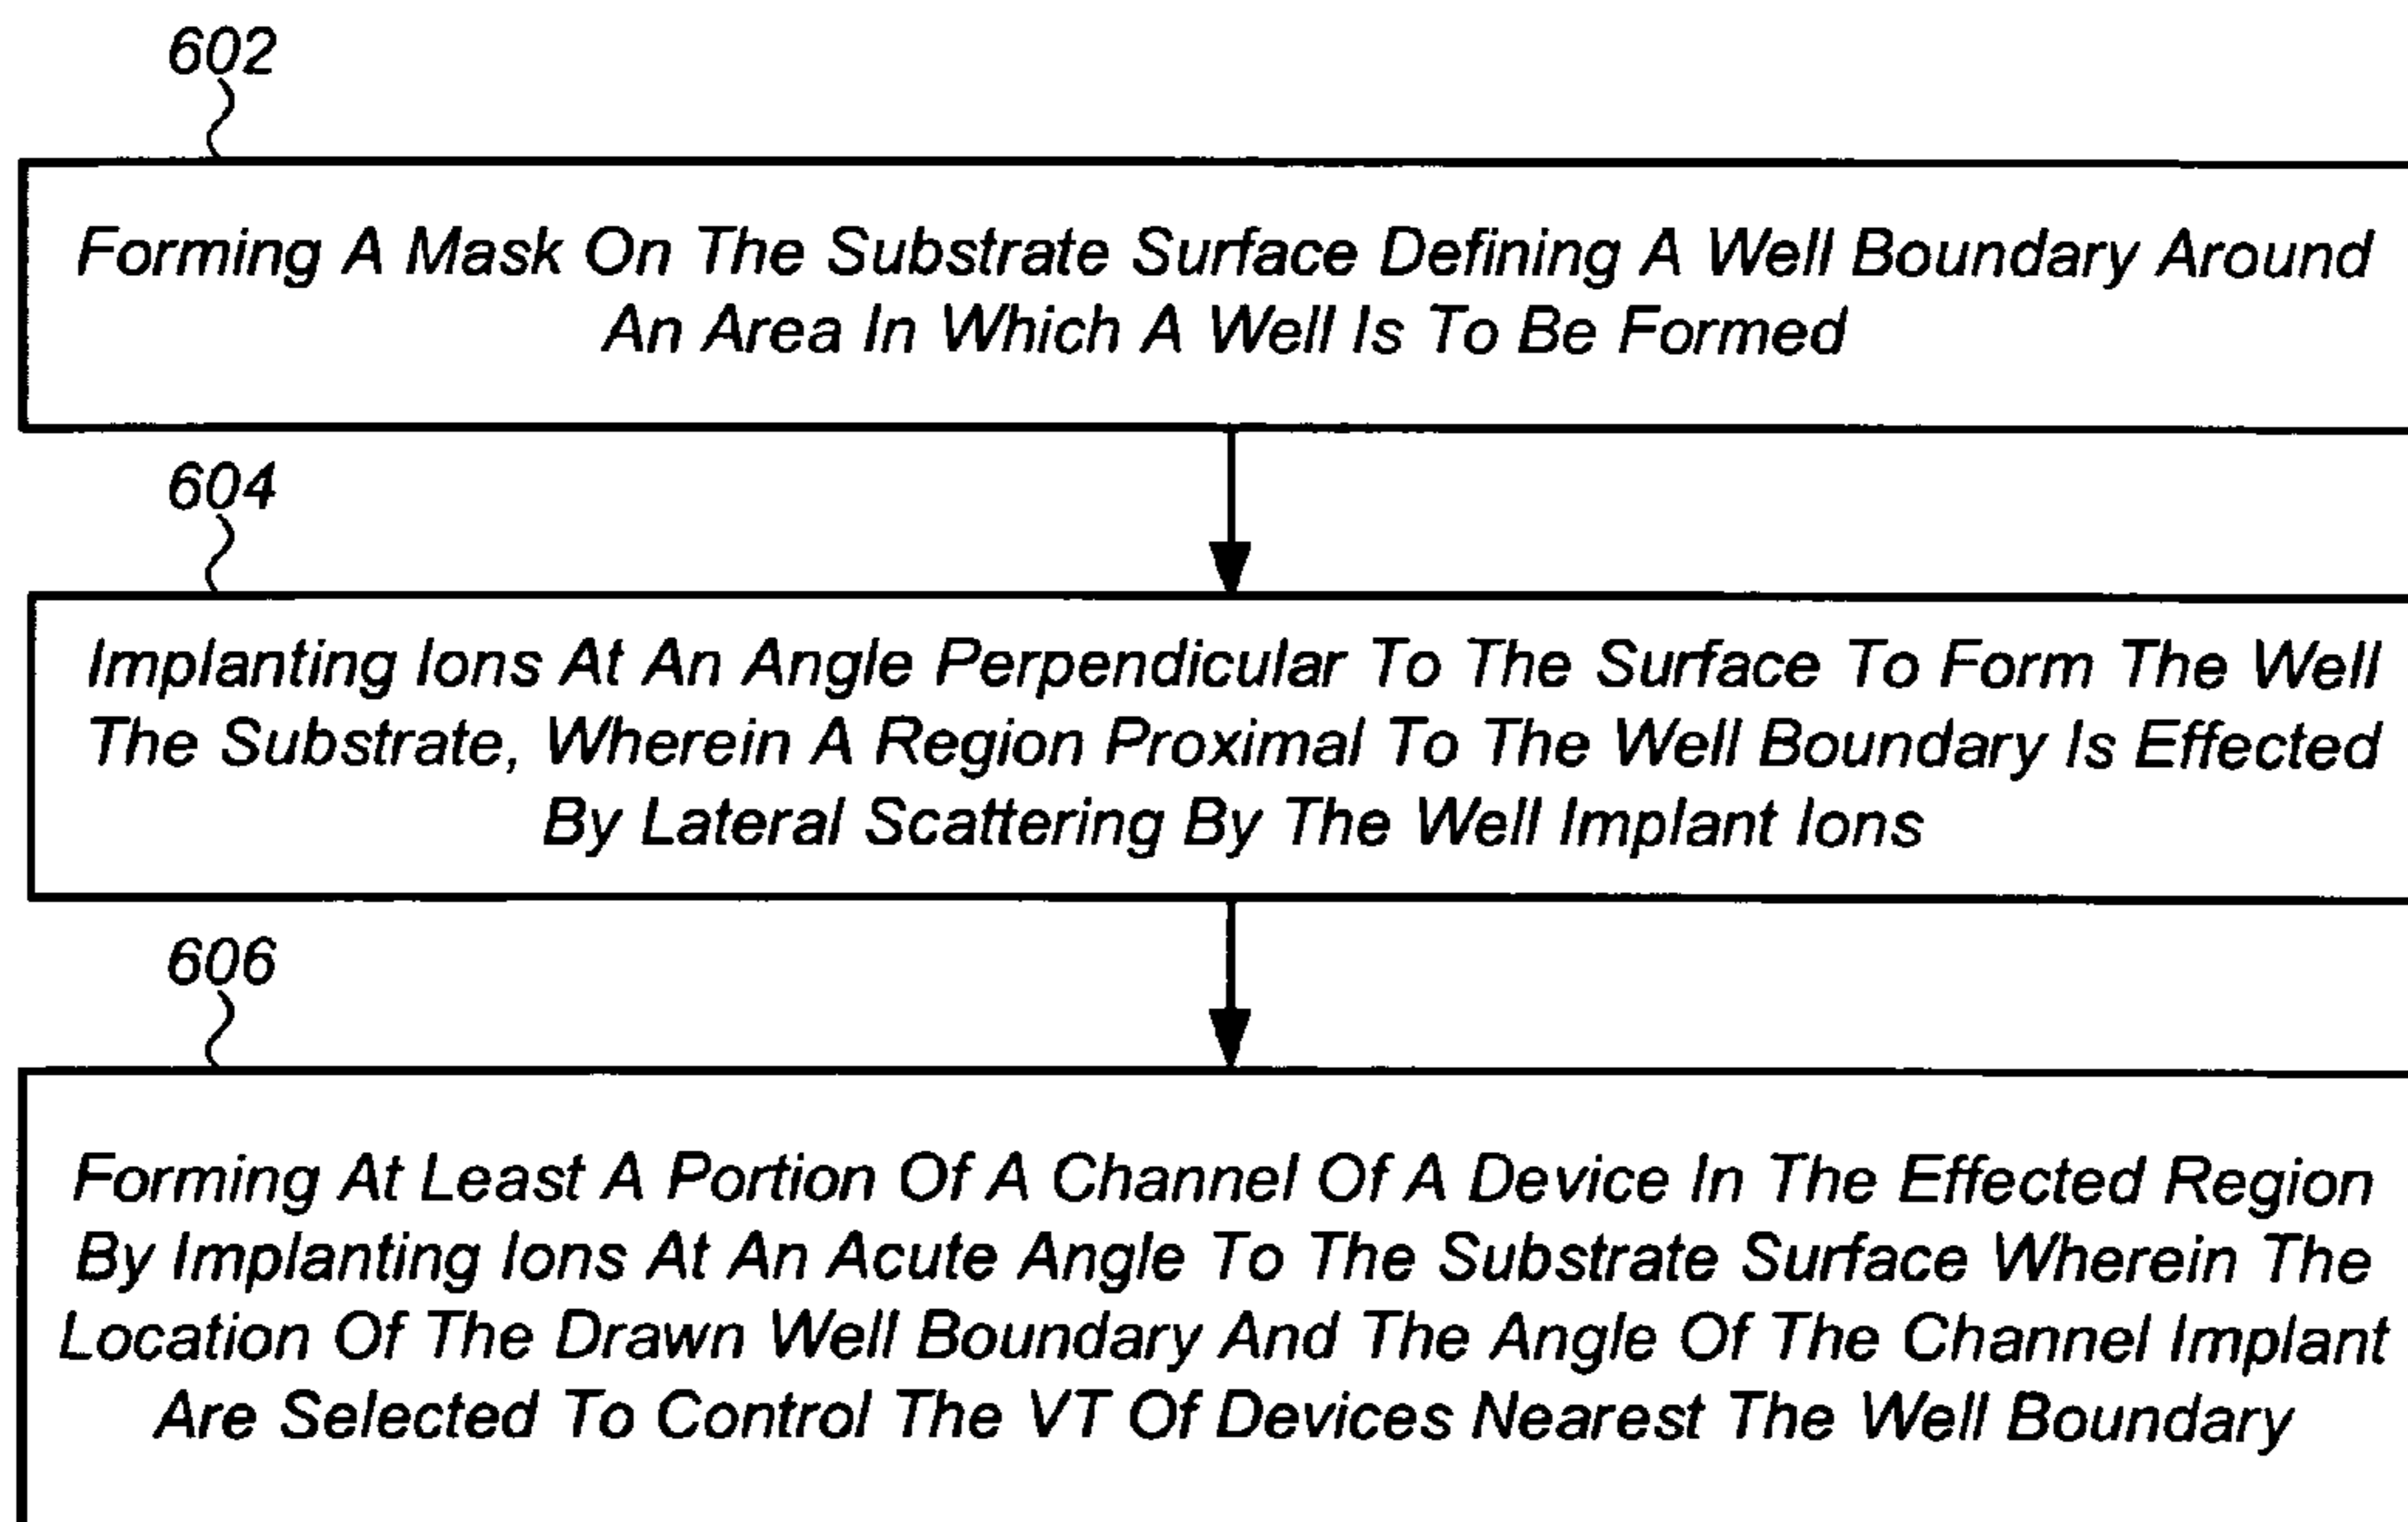 602
Forming A Mask On The Substrate Surface Defining A Well Boundary Around
An Area In Which A Well Is To Be Formed
604
Implanting Ions At An Angle Perpendicular To The Surface To Form The Well
The Substrate, Wherein A Region Proximal To The Well Boundary Is Effected
By Lateral Scattering By The Well Implant Ions
606
Forming At Least A Portion Of A Channel Of A Device In The Effected Region
By Implanting Ions At An Acute Angle To The Substrate Surface Wherein The
Location Of The Drawn Well Boundary And The Angle Of The Channel Implant
Are Selected To Control The VT Of Devices Nearest The Well Boundary